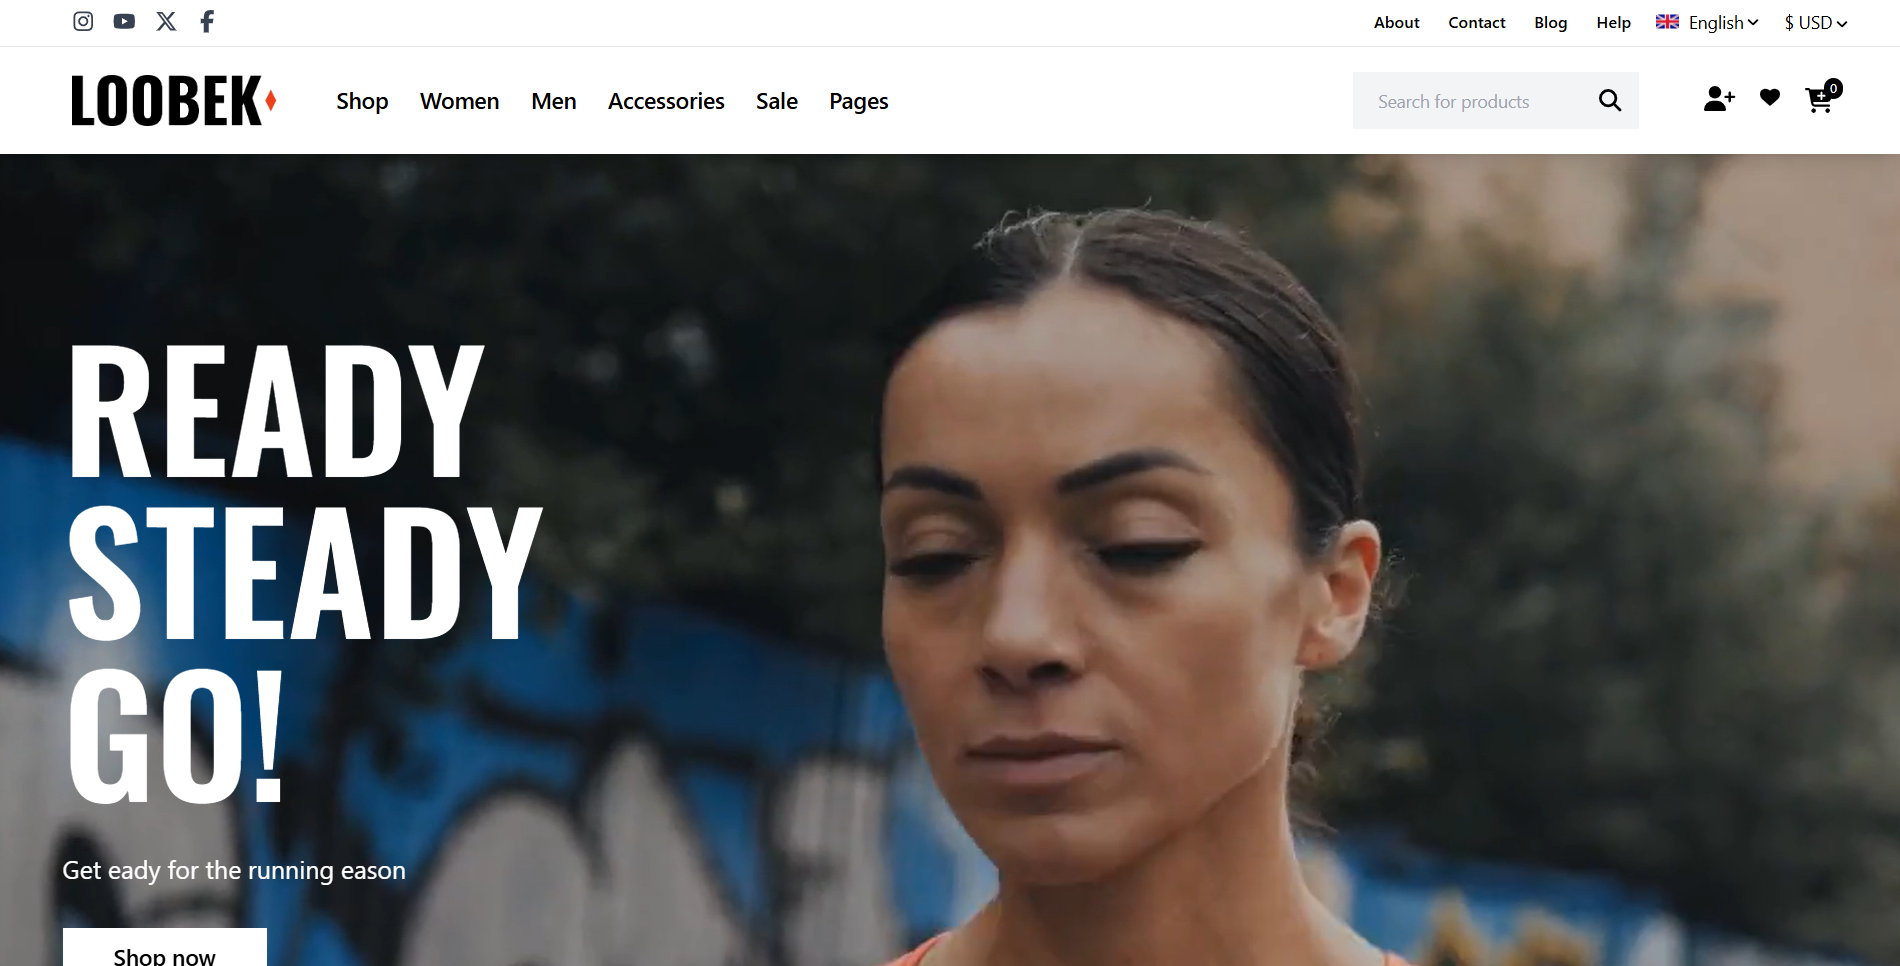 About Contact Blog Help English $ USD
LOOBEK Shop Women Men Accessories Sale Pages Search for products 0
READY
STEADY
GO!
Get eady for the running eason
Shop now